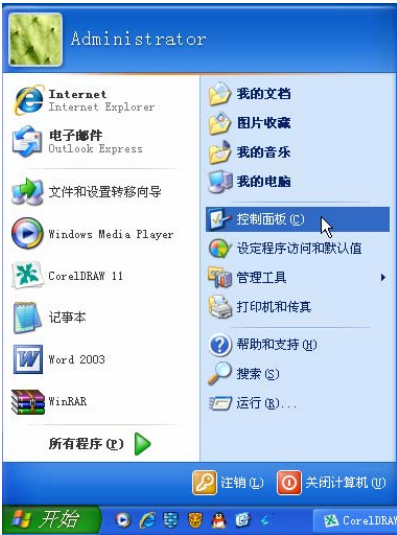 Administrator
Internet
Internet Explorer
电子邮件
Outlook Express
文件和设置转移向导
Windows Media Player
CorelDRAW 11
记事本
Word 2003
WinRAR
所有程序(P)
我的文档
图片收藏
我的音乐
我的电脑
控制面板(C)
设定程序访问和默认值
管理工具
打印机和传真
帮助和支持(H)
搜索(S)
运行(R)...
注销(L)
关闭计算机(U)
开始
CorelDRAW